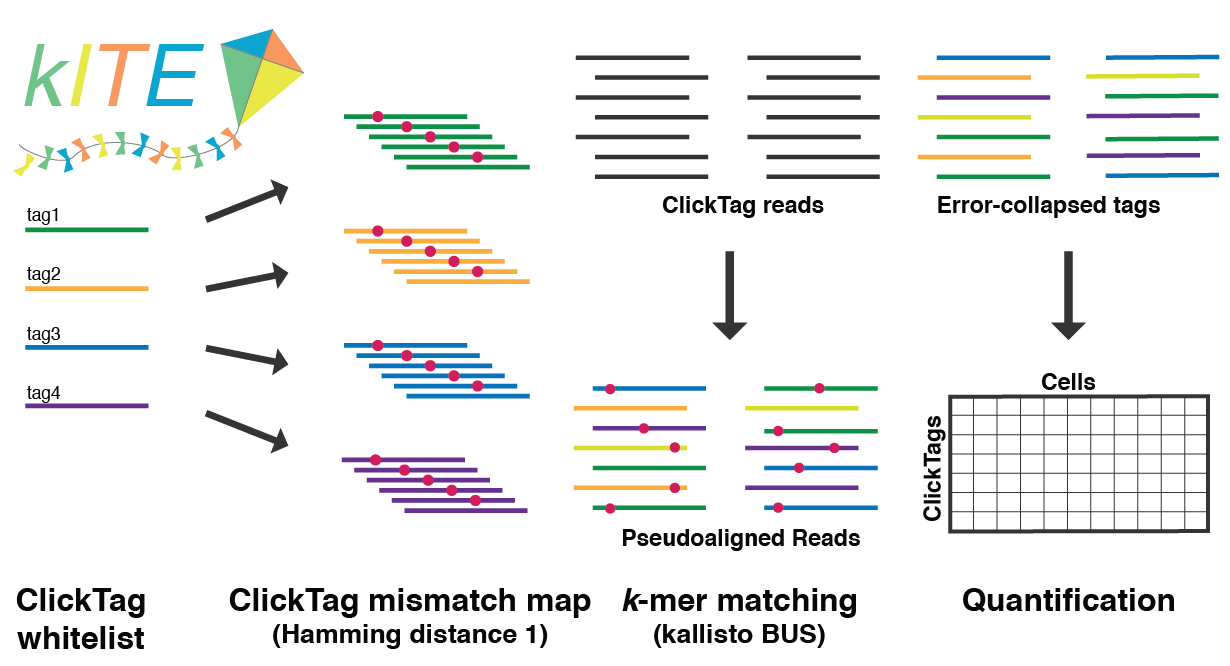 kITE
tag1
tag2
tag3
tag4
ClickTag reads
Error-collapsed tags
Pseudoaligned Reads
Cells
ClickTags
ClickTag
whitelist
ClickTag mismatch map
(Hamming distance 1)
k-mer matching
(kallisto BUS)
Quantification